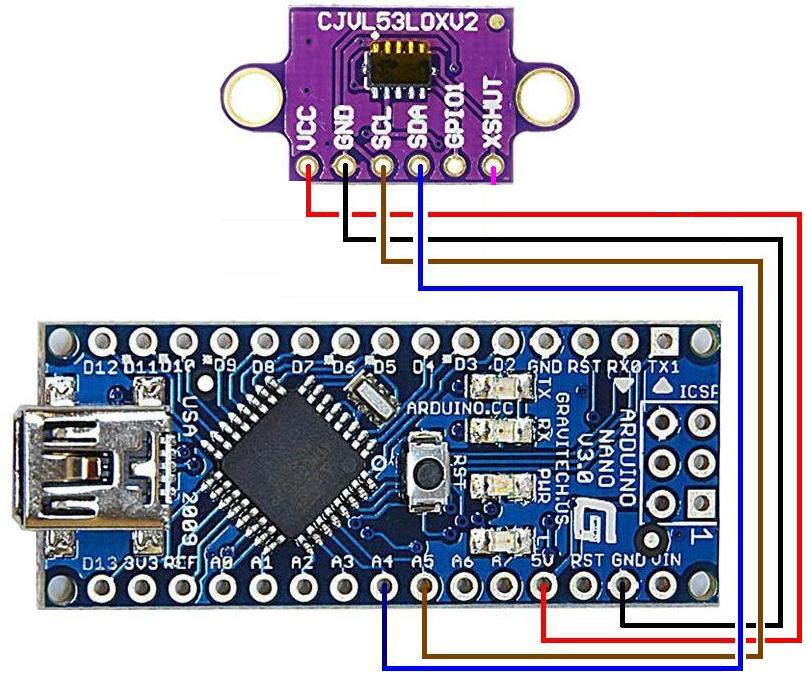 CJVL53L0XV2
VCC GND SCL SDA GPIO1 XSHUT
D12 D11 D10 D9 D8 D7 D6 D5 D4 D3 D2 GND RST RX0 TX1
TX
RX
PWR
L
RST
ICSP
USA
2009
ARDUINO.CC
GRAVITECH.US
ARDUINO
NANO
V3.0
G
1
D13 3V3 REF A0 A1 A2 A3 A4 A5 A6 A7 5V RST GND VIN